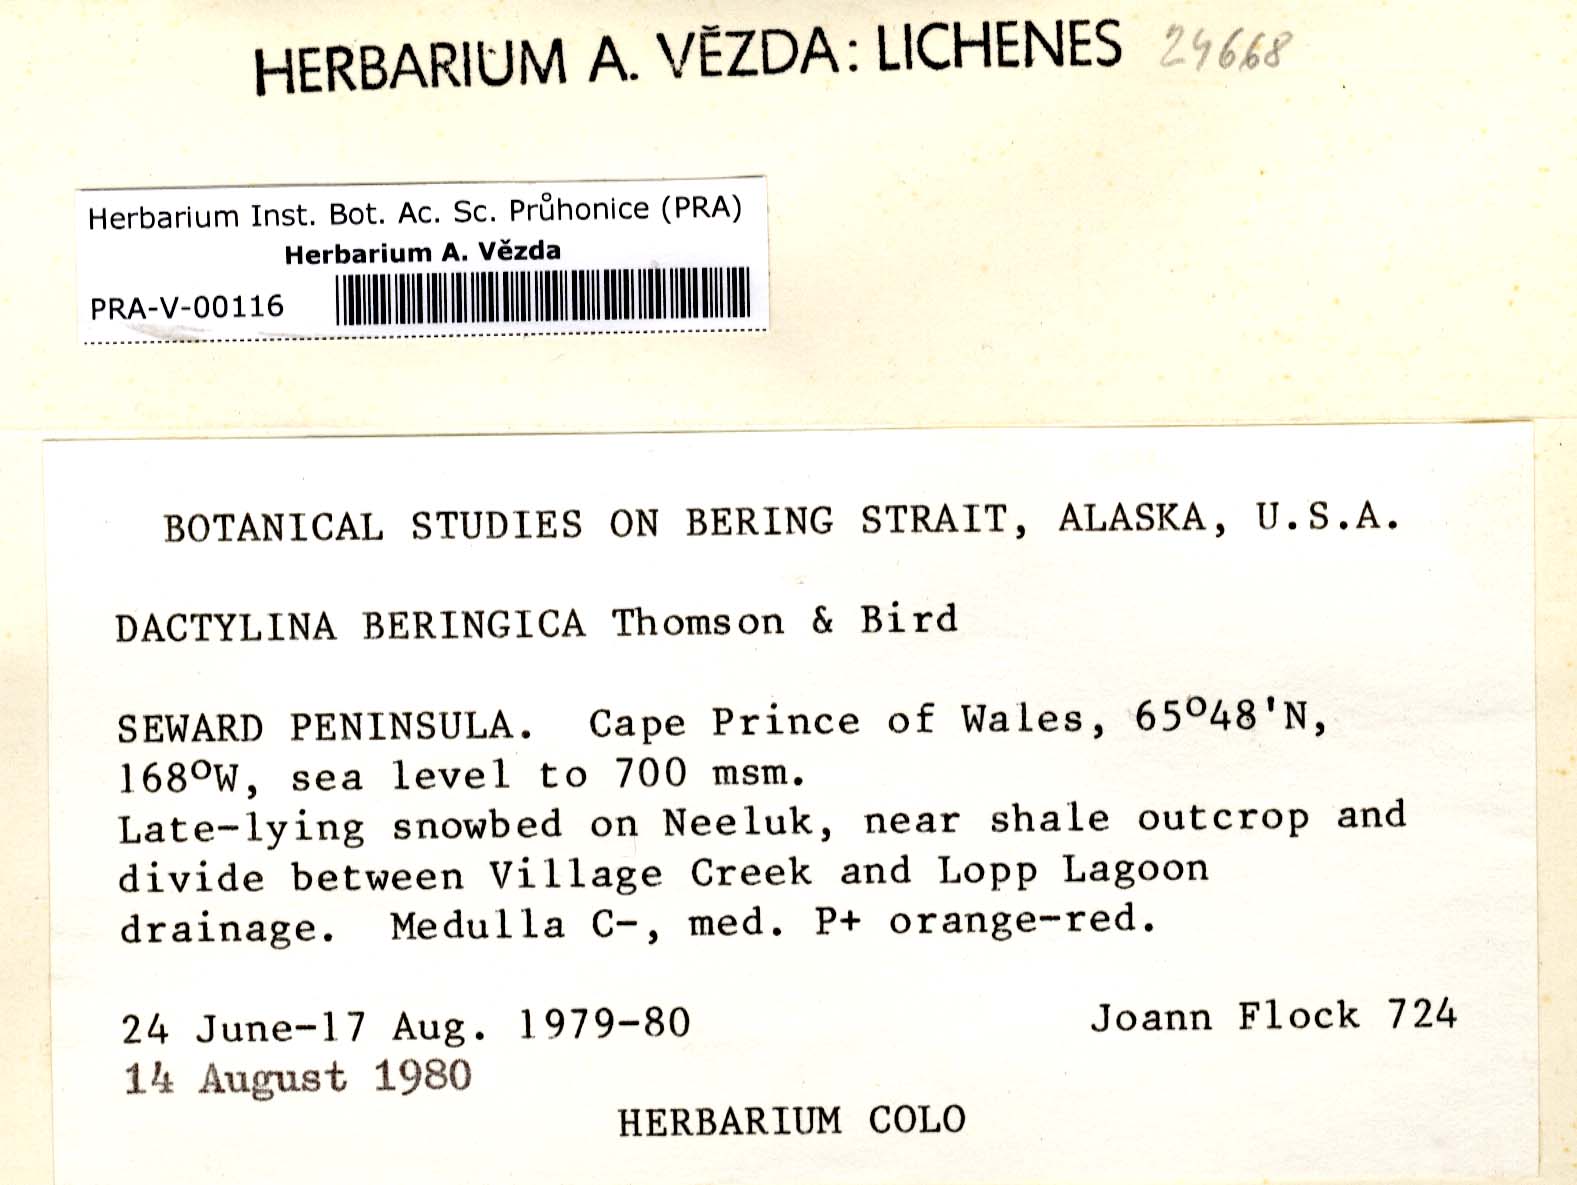 HERBARIUM A. VĚZDA: LICHENES 24668
Herbarium Inst. Bot. Ac. Sc. Průhonice (PRA)
Herbarium A. Vězda
PRA-V-00116
BOTANICAL STUDIES ON BERING STRAIT, ALASKA, U.S.A.
DACTYLINA BERINGICA Thomson & Bird
SEWARD PENINSULA. Cape Prince of Wales, 65º48'N,
168ºW, sea level to 700 msm.
Late-lying snowbed on Neeluk, near shale outcrop and
divide between Village Creek and Lopp Lagoon
drainage. Medulla C-, med. P+ orange-red.
24 June-17 Aug. 1979-80 Joann Flock 724
14 August 1980
HERBARIUM COLO